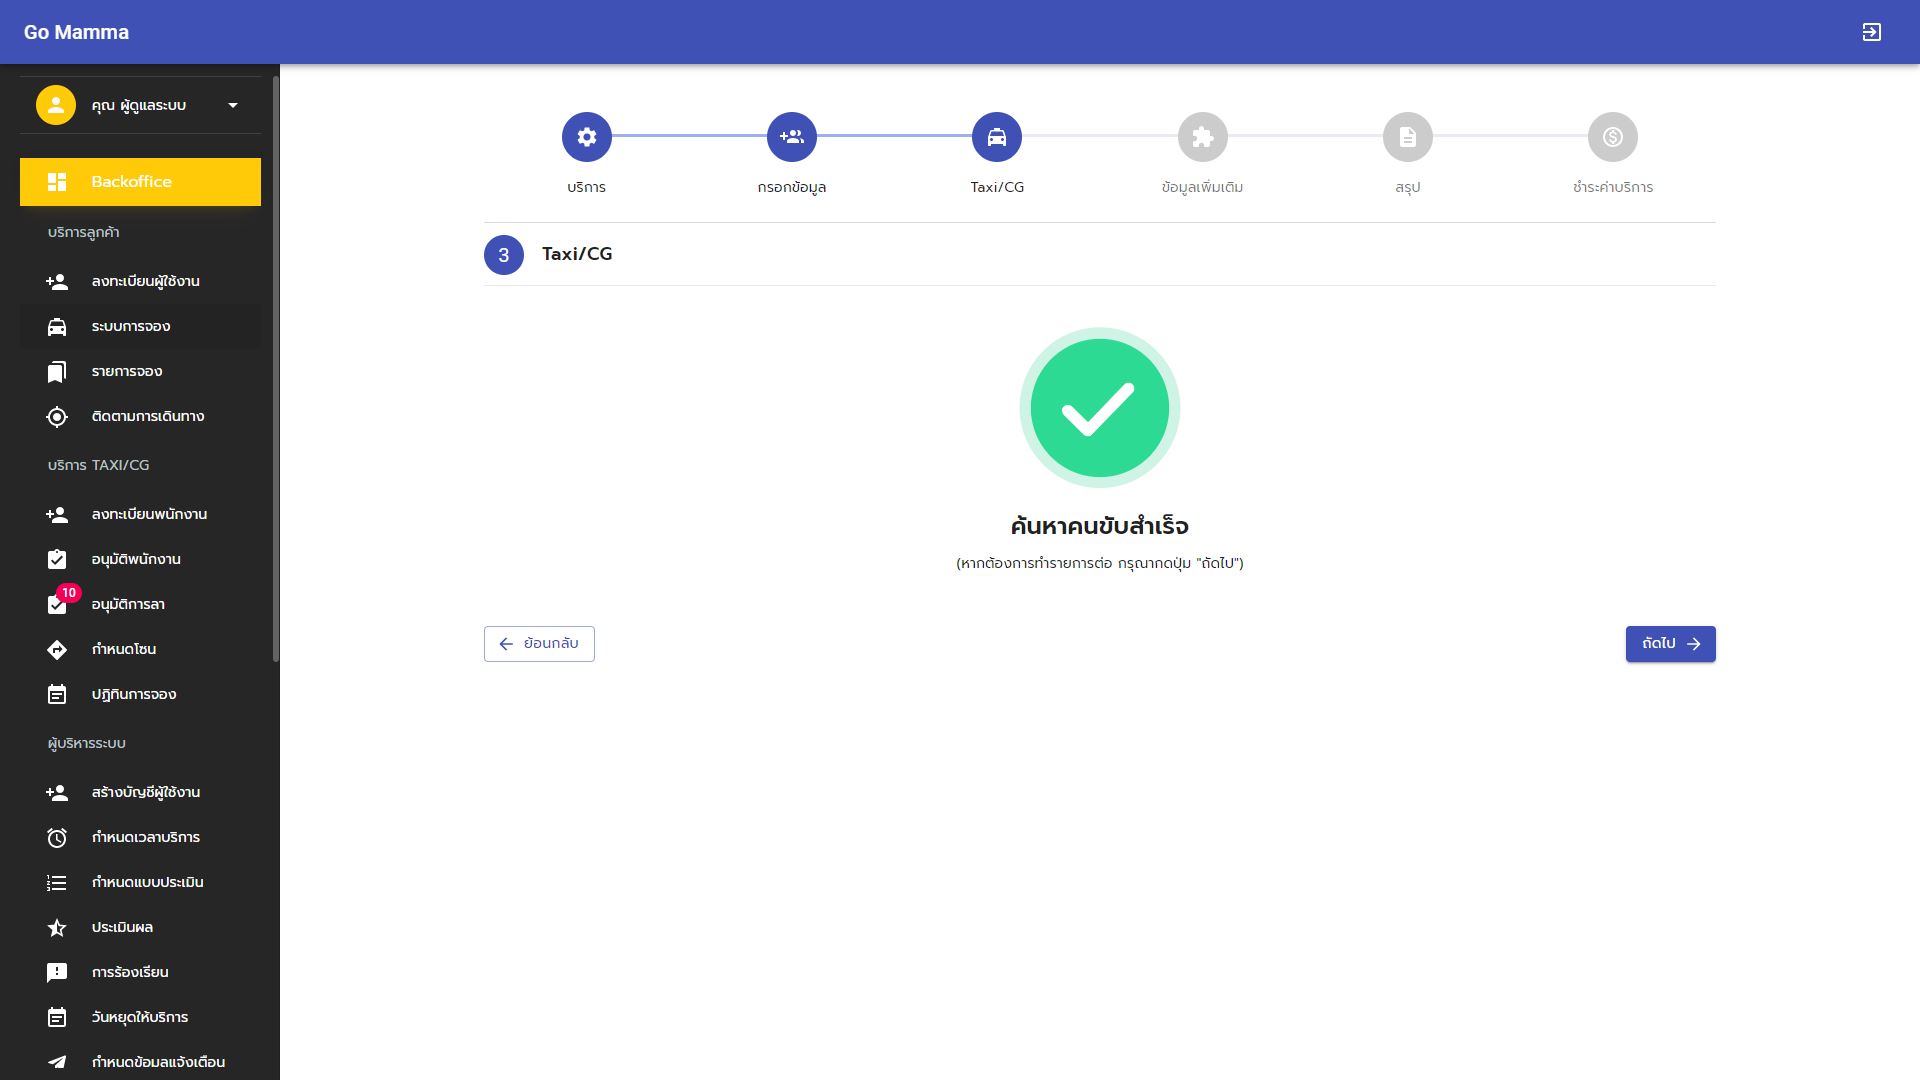 Go Mamma
คุณ ผู้ดูแลระบบ
Backoffice
บริการลูกค้า
ลงทะเบียนผู้ใช้งาน
ระบบการจอง
รายการจอง
ติดตามการเดินทาง
บริการ TAXI/CG
ลงทะเบียนพนักงาน
อนุมัติพนักงาน
10
อนุมัติการลา
กำหนดโซน
ปฏิทินการจอง
ผู้บริหารระบบ
สร้างบัญชีผู้ใช้งาน
กำหนดเวลาบริการ
กำหนดแบบประเมิน
ประเมินผล
การร้องเรียน
วันหยุดให้บริการ
กำหนดข้อมูลแจ้งเตือน
บริการ
กรอกข้อมูล
Taxi/CG
ข้อมูลเพิ่มเติม
สรุป
ชำระค่าบริการ
3 Taxi/CG
ค้นหาคนขับสำเร็จ
(หากต้องการทำรายการต่อ กรุณากดปุ่ม "ถัดไป")
ย้อนกลับ
ถัดไป